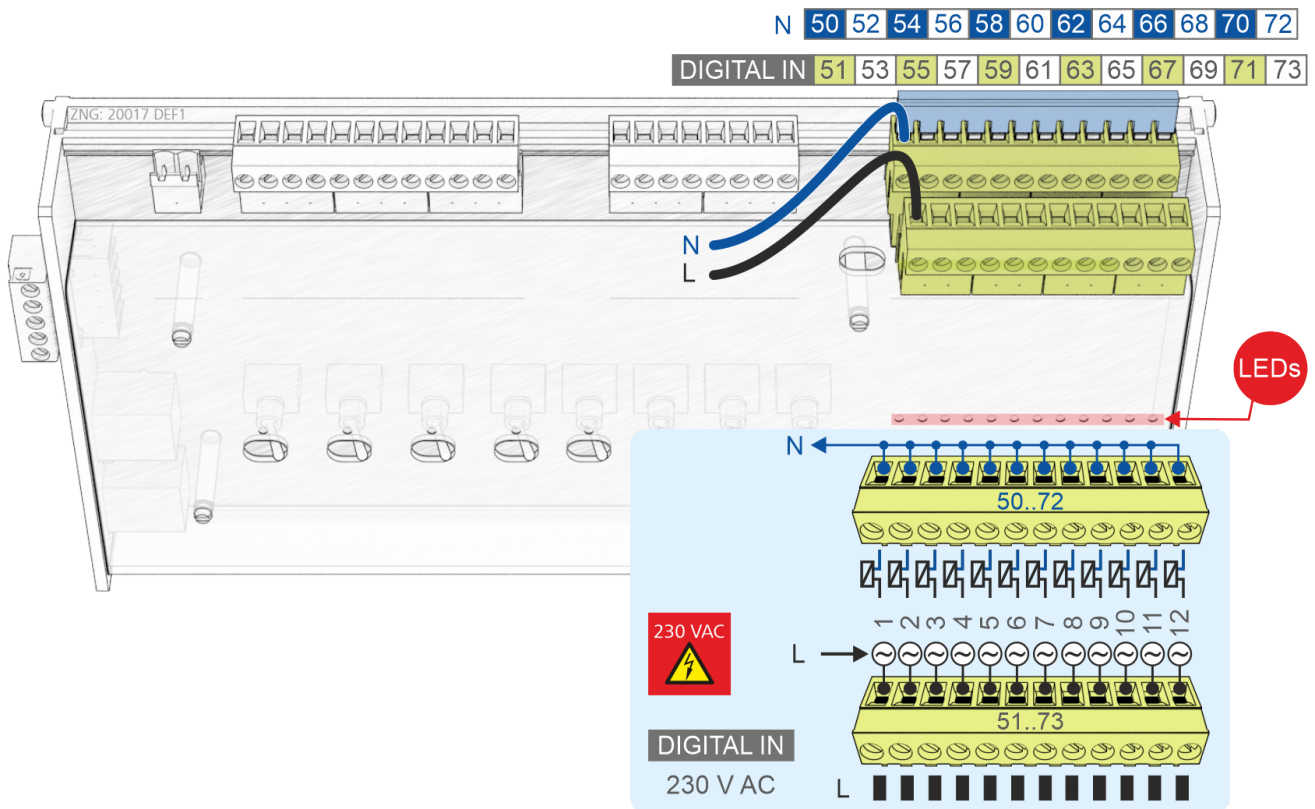 N 50 52 54 56 58 60 62 64 66 68 70 72
DIGITAL IN 51 53 55 57 59 61 63 65 67 69 71 73
ZNG: 20017 DEF1
N
L
LEDs
N
50..72
1 2 3 4 5 6 7 8 9 10 11 12
230 VAC
L
51..73
DIGITAL IN
230 V AC
L